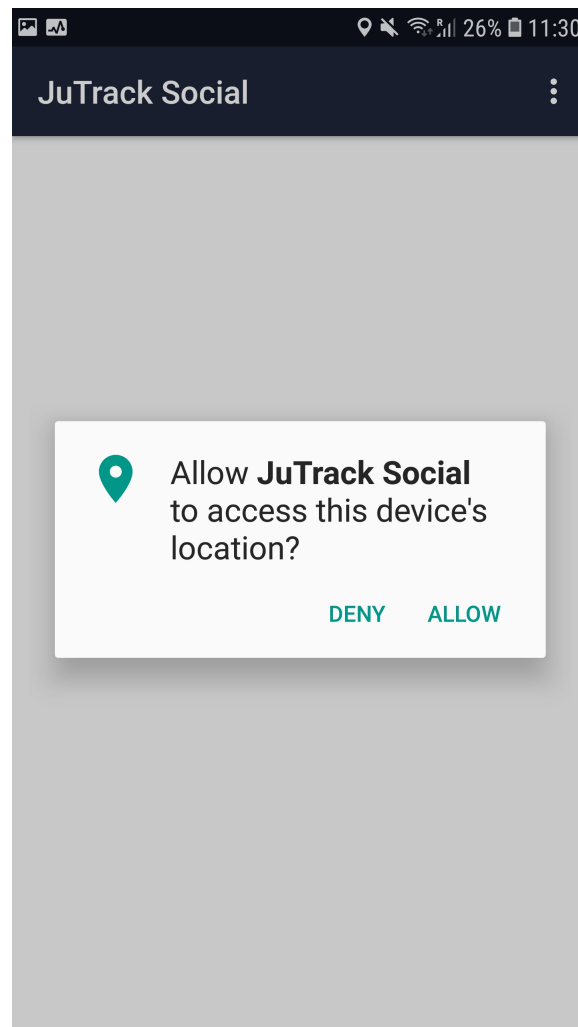 R 26% 11:30
JuTrack Social
Allow JuTrack Social
to access this device's
location?
DENY ALLOW